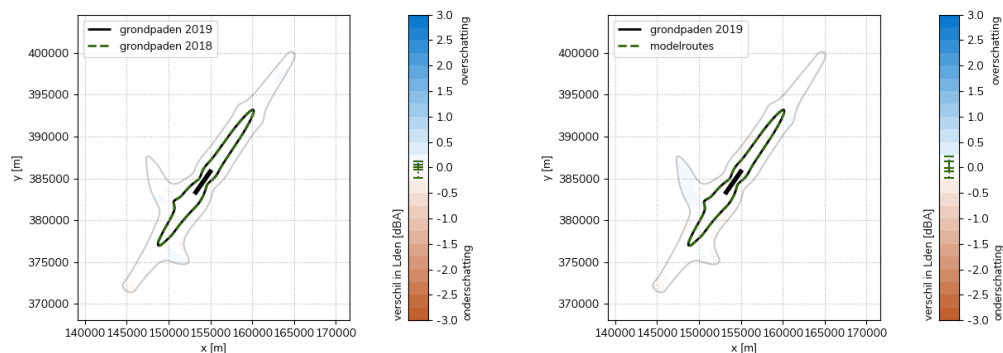 grondpaden 2019
grondpaden 2018
400000
395000
390000
385000
380000
375000
370000
y [m]
140000 145000 150000 155000 160000 165000 170000
x [m]
3.0
2.5
2.0
1.5
1.0
0.5
0.0
-0.5
-1.0
-1.5
-2.0
-2.5
-3.0
verschil in Lden [dBA]
overschatting
onderschatting
grondpaden 2019
modelroutes
400000
395000
390000
385000
380000
375000
370000
y [m]
140000 145000 150000 155000 160000 165000 170000
x [m]
3.0
2.5
2.0
1.5
1.0
0.5
0.0
-0.5
-1.0
-1.5
-2.0
-2.5
-3.0
verschil in Lden [dBA]
overschatting
onderschatting